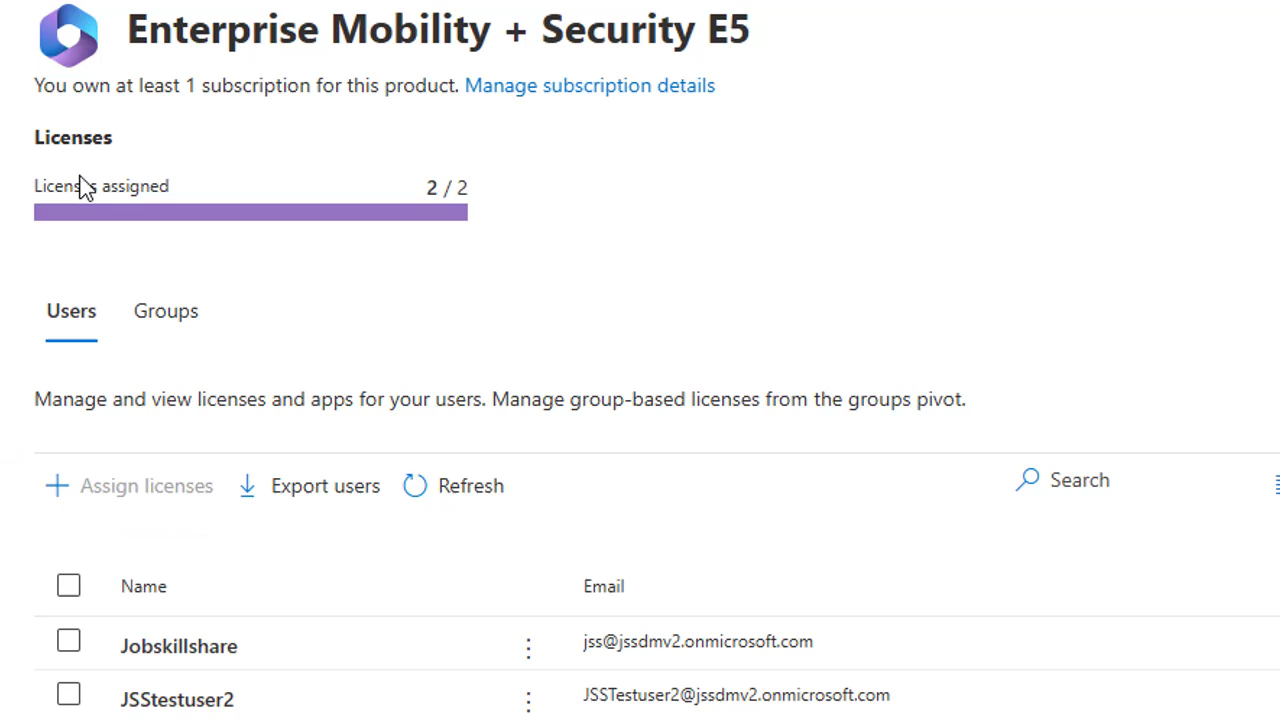 Enterprise Mobility + Security E5
You own at least 1 subscription for this product. Manage subscription details
Licenses
Licenses assigned 2 / 2
Users Groups
Manage and view licenses and apps for your users. Manage group-based licenses from the groups pivot.
Assign licenses Export users Refresh Search
Name Email
Jobskillshare jss@jssdmv2.onmicrosoft.com
JSStestuser2 JSSTestuser2@jssdmv2.onmicrosoft.com